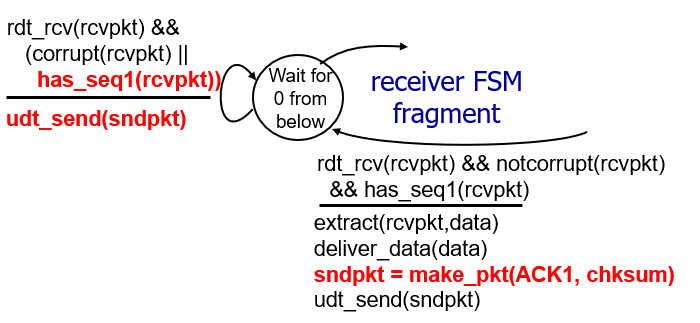 rdt_rcv(rcvpkt) &&
(corrupt(rcvpkt) ||
has_seq1(rcvpkt))
udt_send(sndpkt)
Wait for
0 from
below
receiver FSM
fragment
rdt_rcv(rcvpkt) && notcorrupt(rcvpkt)
&& has_seq1(rcvpkt)
extract(rcvpkt,data)
deliver_data(data)
sndpkt = make_pkt(ACK1, chksum)
udt_send(sndpkt)